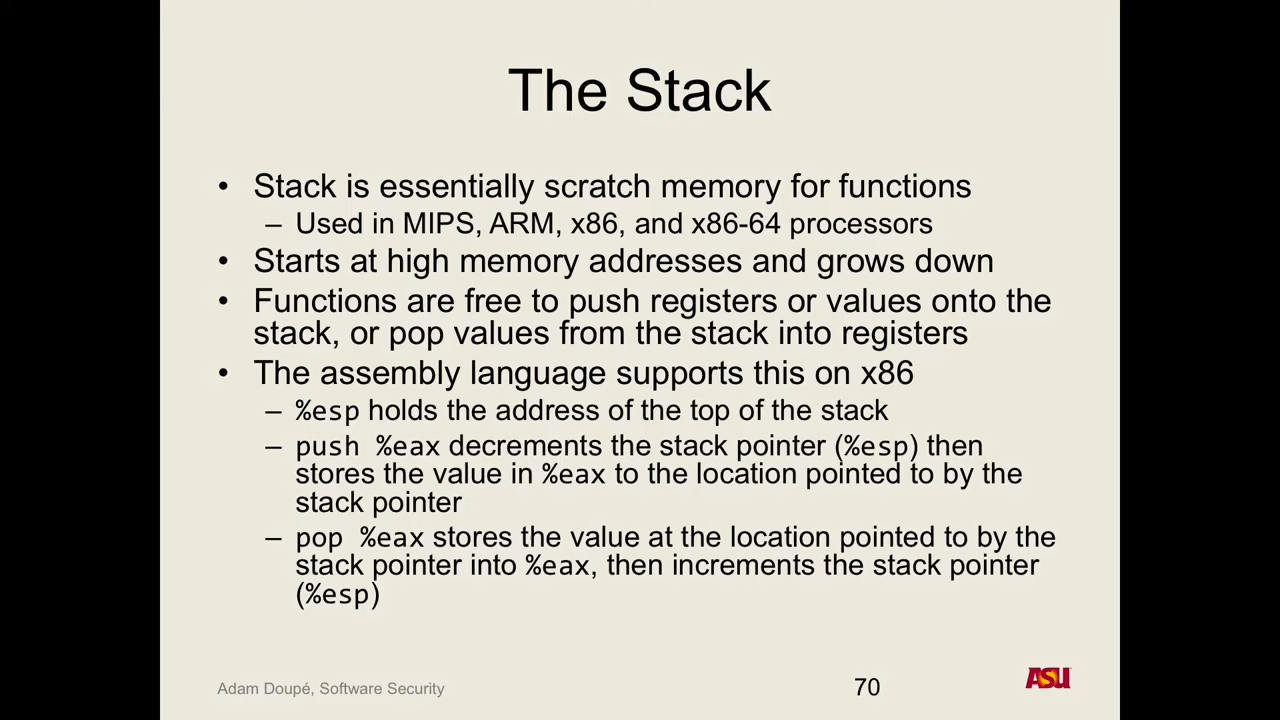 The Stack
• Stack is essentially scratch memory for functions
– Used in MIPS, ARM, x86, and x86-64 processors
• Starts at high memory addresses and grows down
• Functions are free to push registers or values onto the
stack, or pop values from the stack into registers
• The assembly language supports this on x86
– %esp holds the address of the top of the stack
– push %eax decrements the stack pointer (%esp) then
stores the value in %eax to the location pointed to by the
stack pointer
– pop %eax stores the value at the location pointed to by the
stack pointer into %eax, then increments the stack pointer
(%esp)
Adam Doupé, Software Security
70
ASU